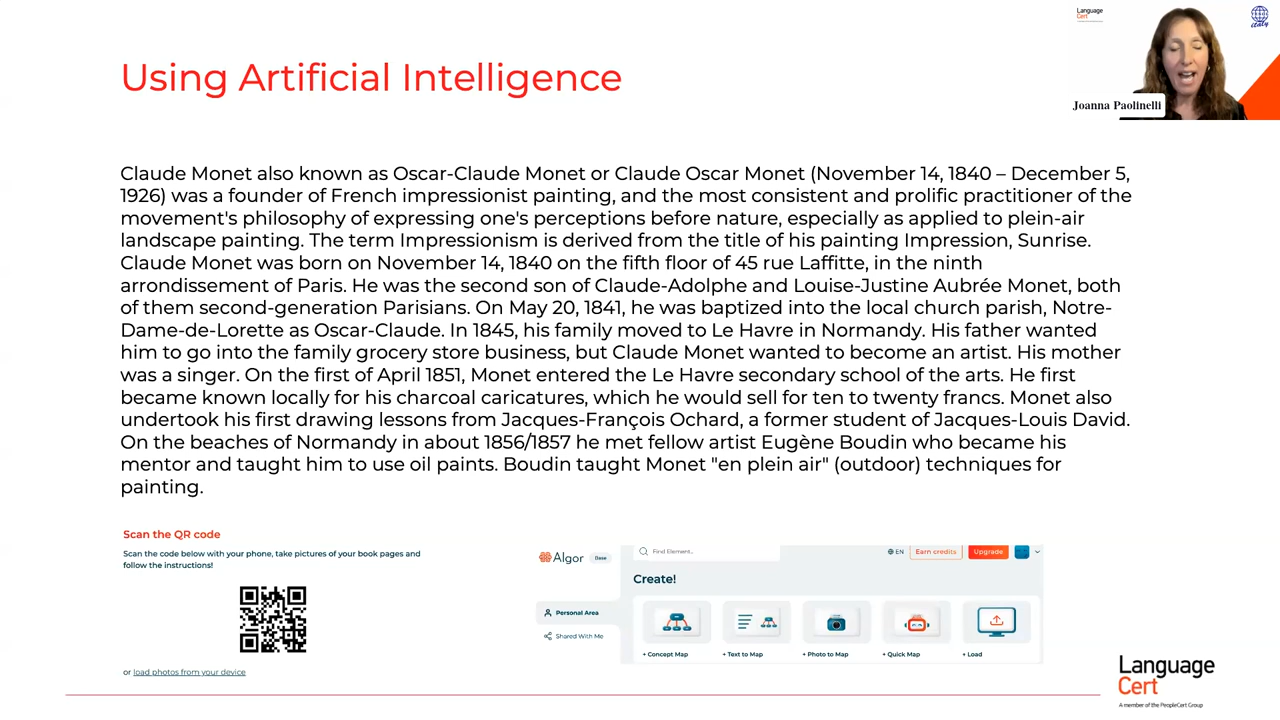 Language
Cert
TESOL
Italy
Joanna Paolinelli
Using Artificial Intelligence
Claude Monet also known as Oscar-Claude Monet or Claude Oscar Monet (November 14, 1840 – December 5,
1926) was a founder of French impressionist painting, and the most consistent and prolific practitioner of the
movement's philosophy of expressing one's perceptions before nature, especially as applied to plein-air
landscape painting. The term Impressionism is derived from the title of his painting Impression, Sunrise.
Claude Monet was born on November 14, 1840 on the fifth floor of 45 rue Laffitte, in the ninth
arrondissement of Paris. He was the second son of Claude-Adolphe and Louise-Justine Aubrée Monet, both
of them second-generation Parisians. On May 20, 1841, he was baptized into the local church parish, Notre-
Dame-de-Lorette as Oscar-Claude. In 1845, his family moved to Le Havre in Normandy. His father wanted
him to go into the family grocery store business, but Claude Monet wanted to become an artist. His mother
was a singer. On the first of April 1851, Monet entered the Le Havre secondary school of the arts. He first
became known locally for his charcoal caricatures, which he would sell for ten to twenty francs. Monet also
undertook his first drawing lessons from Jacques-François Ochard, a former student of Jacques-Louis David.
On the beaches of Normandy in about 1856/1857 he met fellow artist Eugène Boudin who became his
mentor and taught him to use oil paints. Boudin taught Monet "en plein air" (outdoor) techniques for
painting.
Scan the QR code
Scan the code below with your phone, take pictures of your book pages and
follow the instructions!
or load photos from your device
Algor
Base
Find Element..
EN
Earn credits
Upgrade
Create!
Personal Area
Shared With Me
+ Concept Map
+ Text to Map
+ Photo to Map
+ Quick Map
+ Load
Language
Cert
A member of the PeopleCert Group